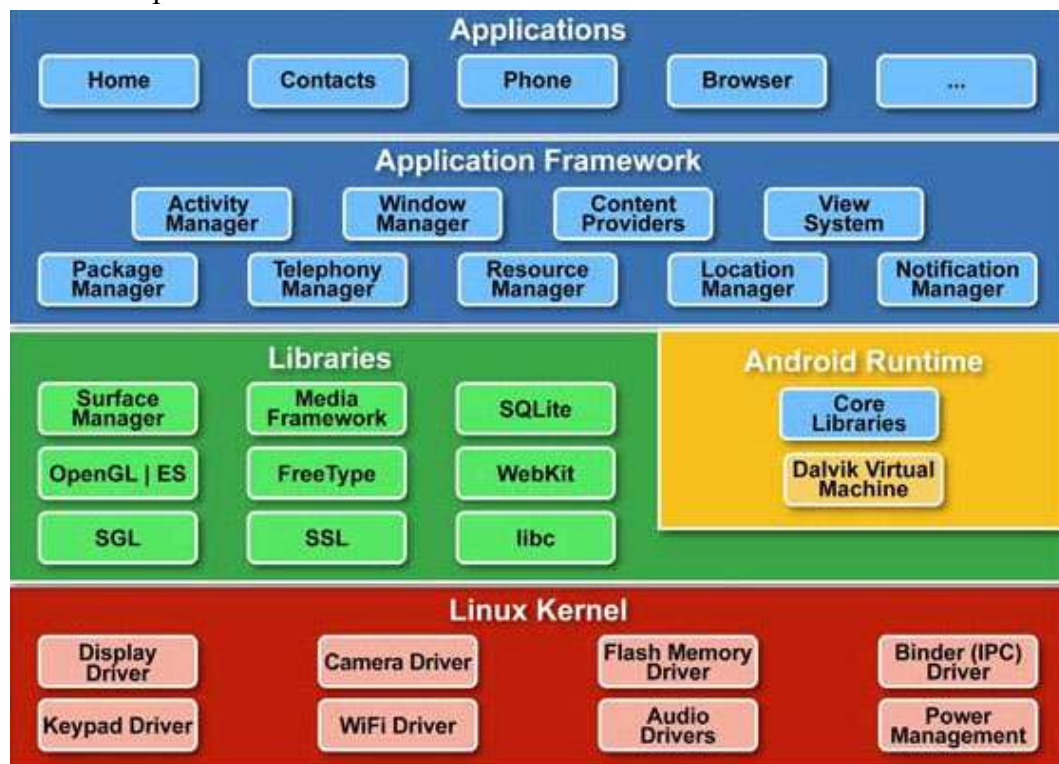 Applications
Home
Contacts
Phone
Browser
...
Application Framework
Activity
Manager
Window
Manager
Content
Providers
View
System
Package
Manager
Telephony
Manager
Resource
Manager
Location
Manager
Notification
Manager
Libraries
Surface
Manager
Media
Framework
SQLite
OpenGL | ES
FreeType
WebKit
SGL
SSL
libc
Android Runtime
Core
Libraries
Dalvik Virtual
Machine
Linux Kernel
Display
Driver
Camera Driver
Flash Memory
Driver
Binder (IPC)
Driver
Keypad Driver
WiFi Driver
Audio
Drivers
Power
Management